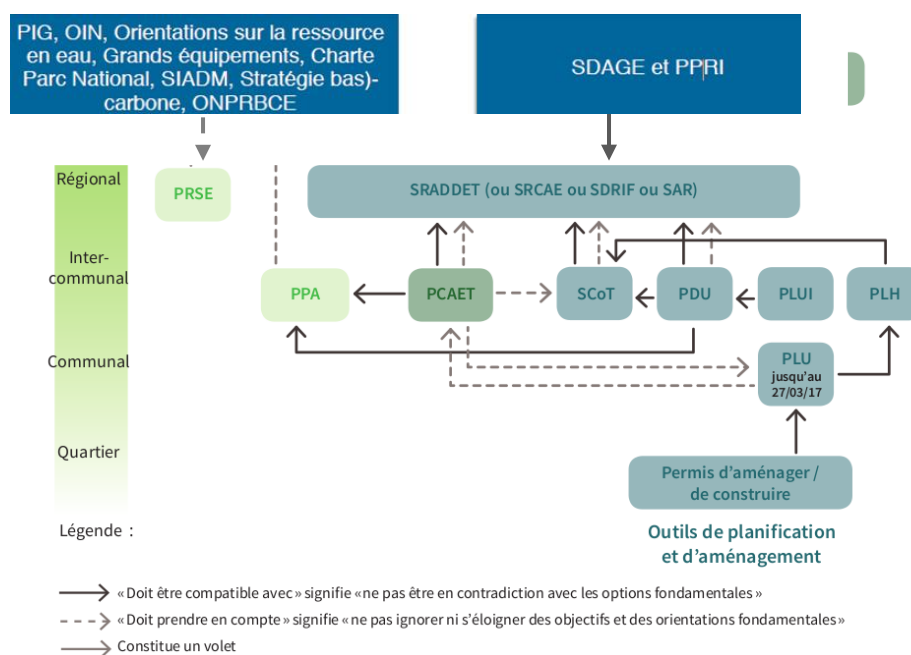 PIG, OIN, Orientations sur la ressource
en eau, Grands équipements, Charte
Parc National, SIADM, Stratégie bas)-
carbone, ONPRBCE
SDAGE et PPRI
Régional
PRSE
SRADDET (ou SRCAE ou SDRIF ou SAR)
Inter-
communal
PPA
PCAET
SCoT
PDU
PLUI
PLH
Communal
PLU
jusqu'au
27/03/17
Quartier
Permis d'aménager /
de construire
Légende :
Outils de planification
et d'aménagement
« Doit être compatible avec » signifie « ne pas être en contradiction avec les options fondamentales »
« Doit prendre en compte » signifie « ne pas ignorer ni s'éloigner des objectifs et des orientations fondamentales »
Constitue un volet